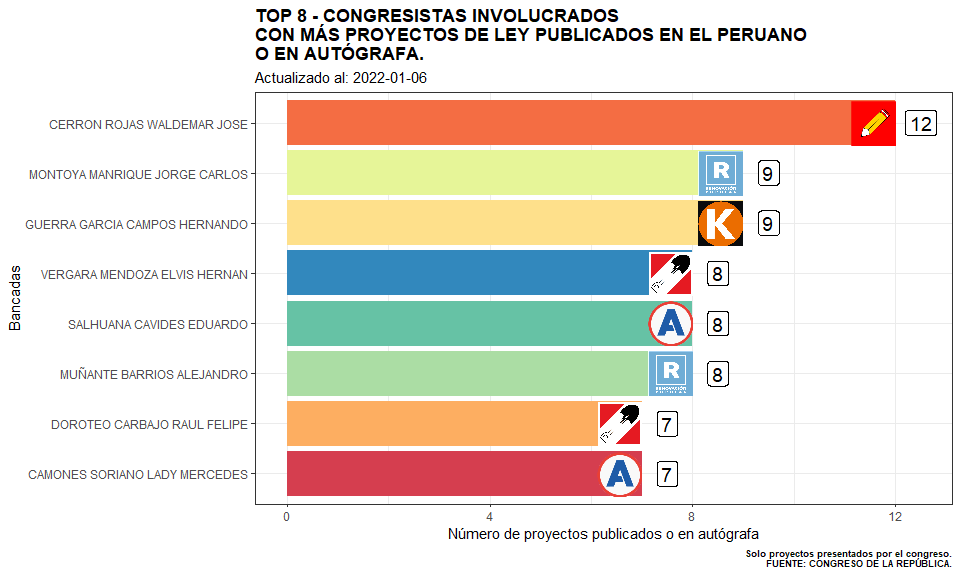 TOP 8 - CONGRESISTAS INVOLUCRADOS
CON MÁS PROYECTOS DE LEY PUBLICADOS EN EL PERUANO
O EN AUTÓGRAFA.
Actualizado al: 2022-01-06
Bancadas
CERRON ROJAS WALDEMAR JOSE 12
MONTOYA MANRIQUE JORGE CARLOS R RENOVACIÓN POPULAR 9
GUERRA GARCIA CAMPOS HERNANDO K 9
VERGARA MENDOZA ELVIS HERNAN 8
SALHUANA CAVIDES EDUARDO A 8
MUÑANTE BARRIOS ALEJANDRO R RENOVACIÓN POPULAR 8
DOROTEO CARBAJO RAUL FELIPE 7
CAMONES SORIANO LADY MERCEDES A 7
0 4 8 12
Número de proyectos publicados o en autógrafa
Solo proyectos presentados por el congreso.
FUENTE: CONGRESO DE LA REPÚBLICA.